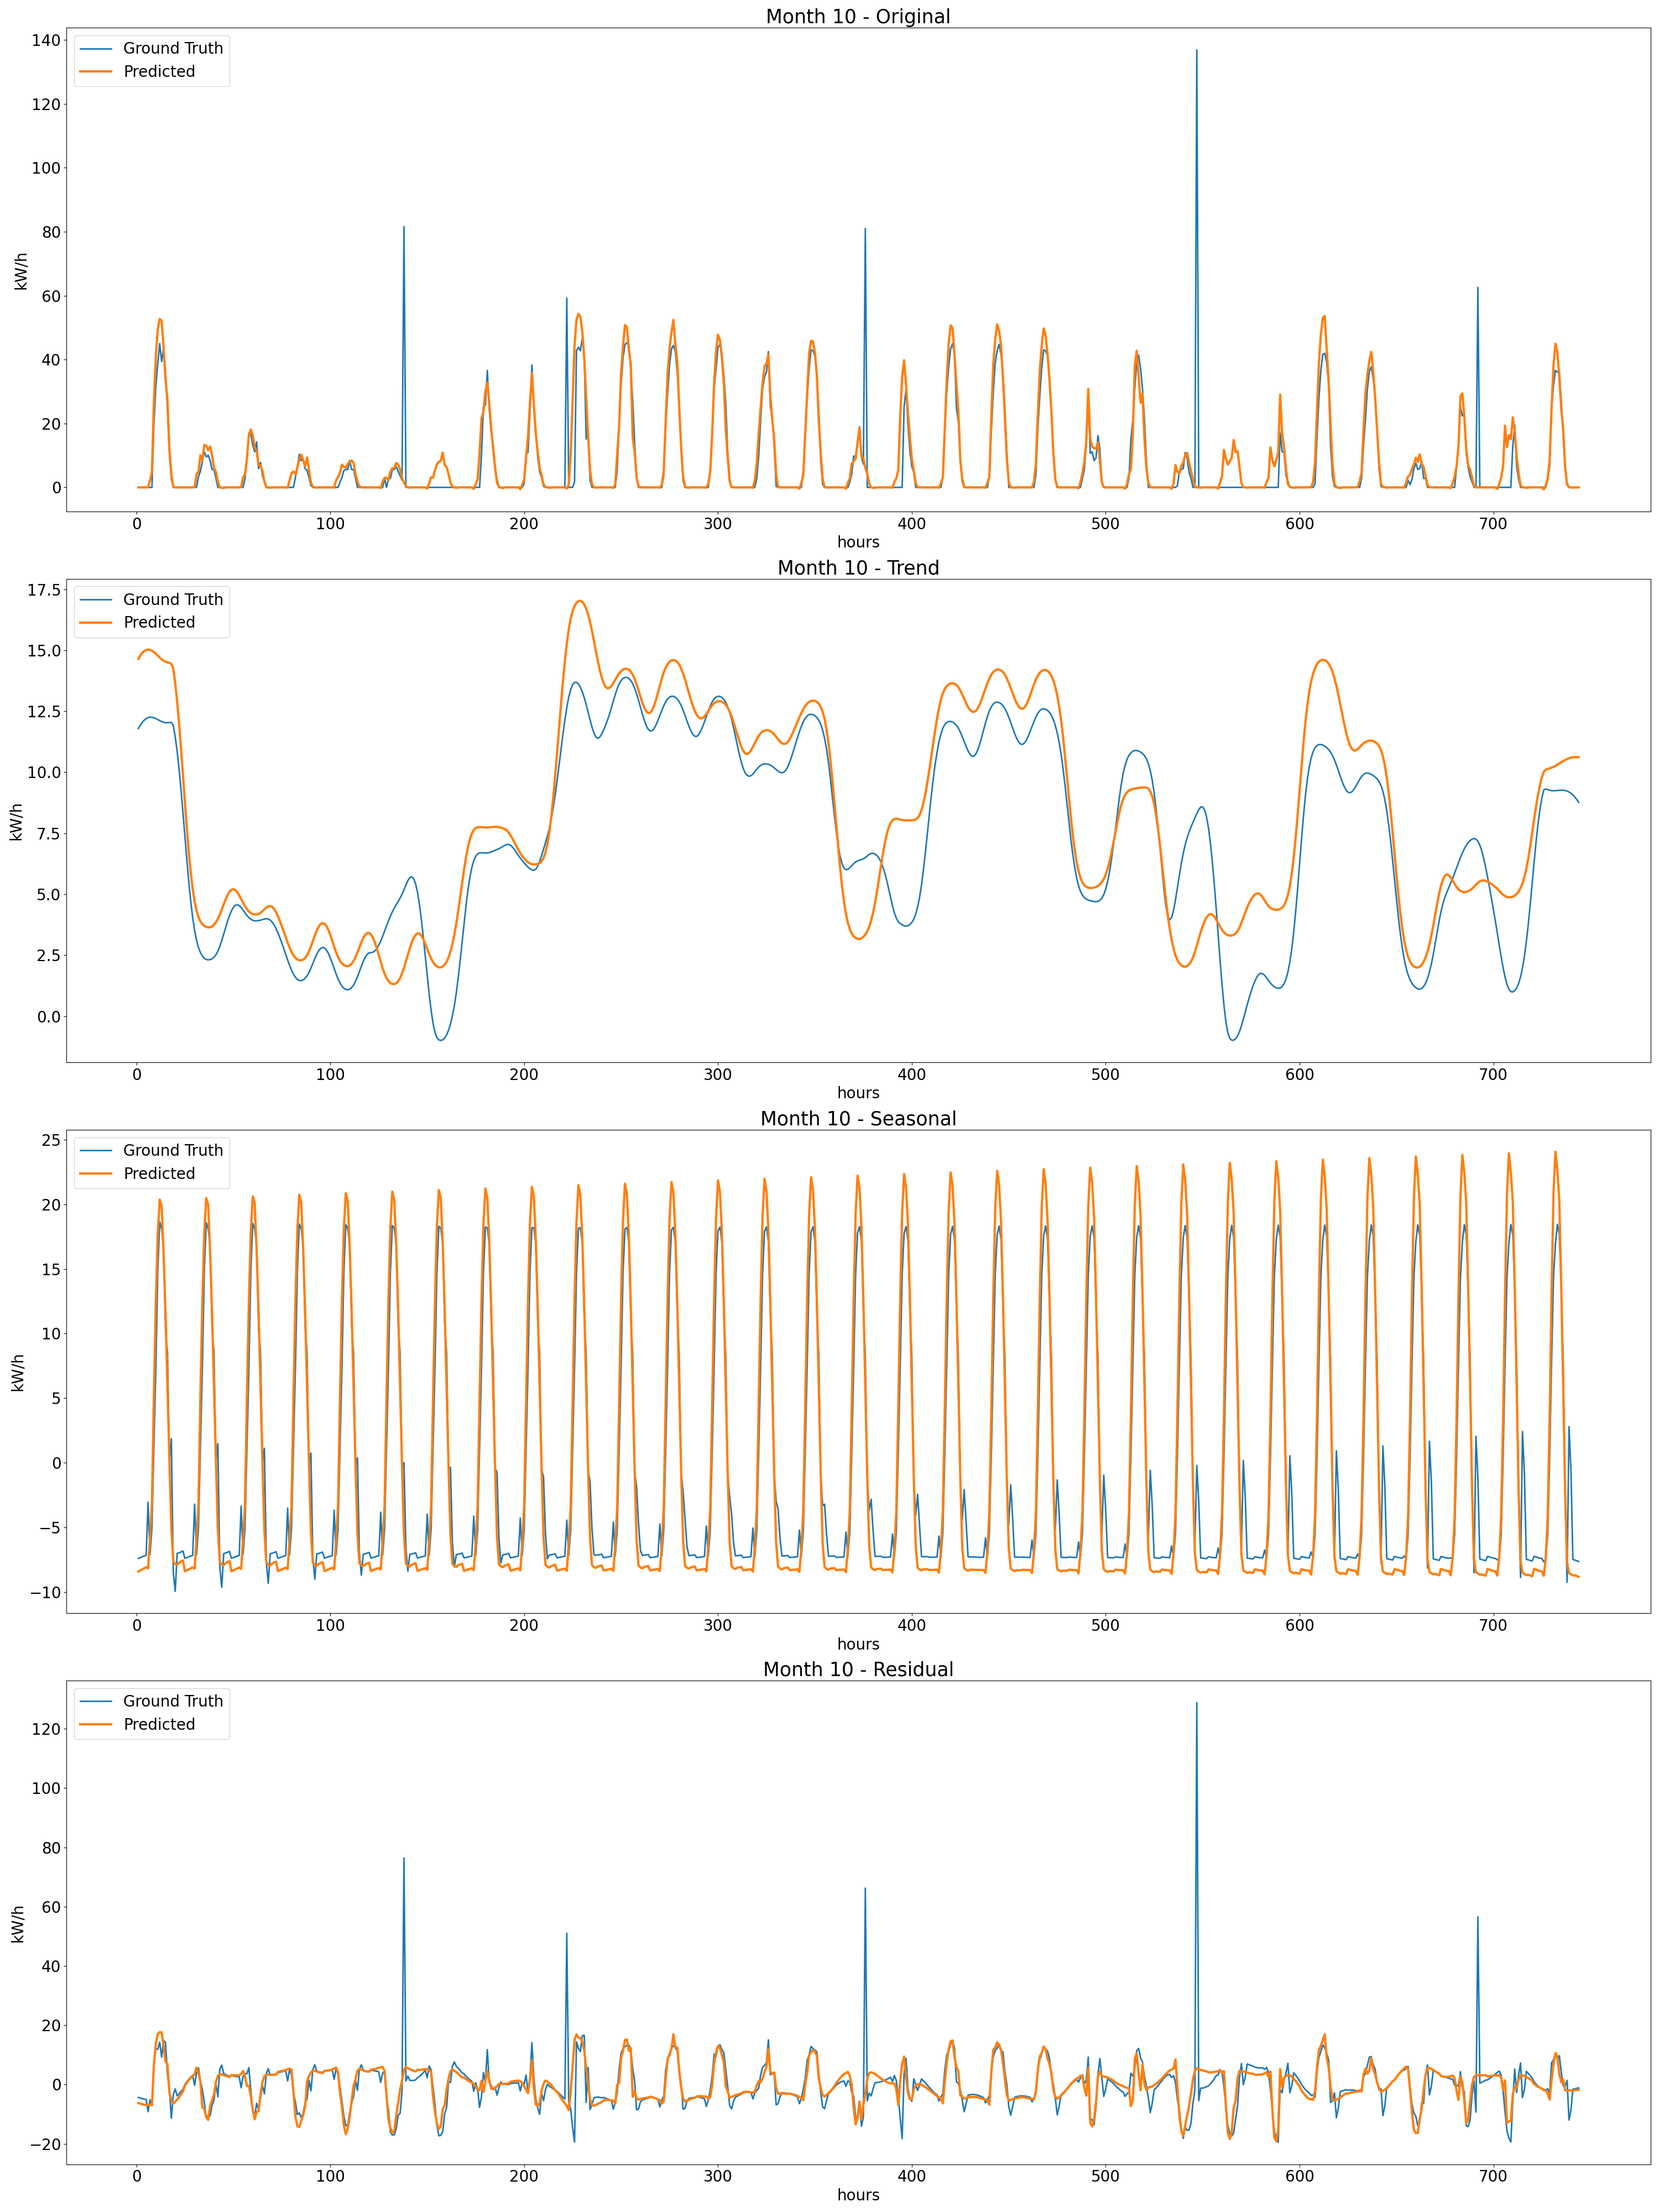 Month 10 - Original
Ground Truth
Predicted
140
120
100
80
60
40
20
0
kW/h
0 100 200 300 400 500 600 700
hours
Month 10 - Trend
Ground Truth
Predicted
17.5
15.0
12.5
10.0
7.5
5.0
2.5
0.0
kW/h
0 100 200 300 400 500 600 700
hours
Month 10 - Seasonal
Ground Truth
Predicted
25
20
15
10
5
0
−5
−10
kW/h
0 100 200 300 400 500 600 700
hours
Month 10 - Residual
Ground Truth
Predicted
120
100
80
60
40
20
0
−20
kW/h
0 100 200 300 400 500 600 700
hours